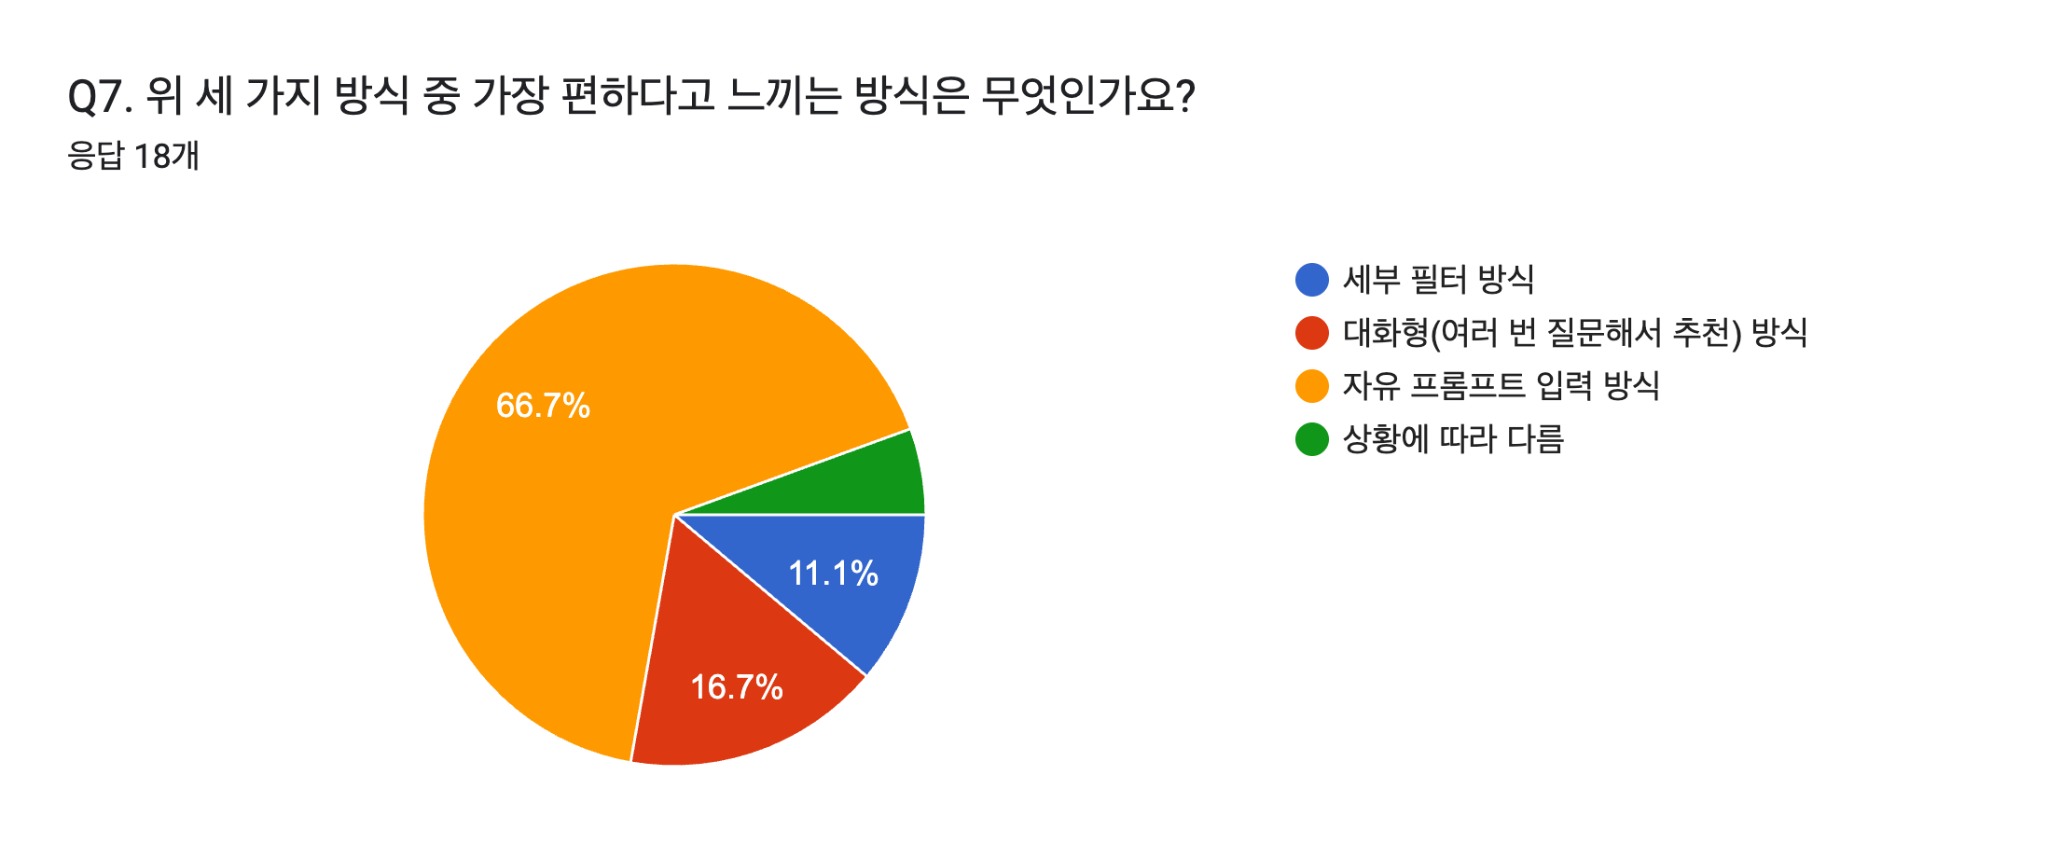 Q7. 위 세 가지 방식 중 가장 편하다고 느끼는 방식은 무엇인가요?
응답 18개
세부 필터 방식
대화형(여러 번 질문해서 추천) 방식
자유 프롬프트 입력 방식
상황에 따라 다름
66.7%
11.1%
16.7%